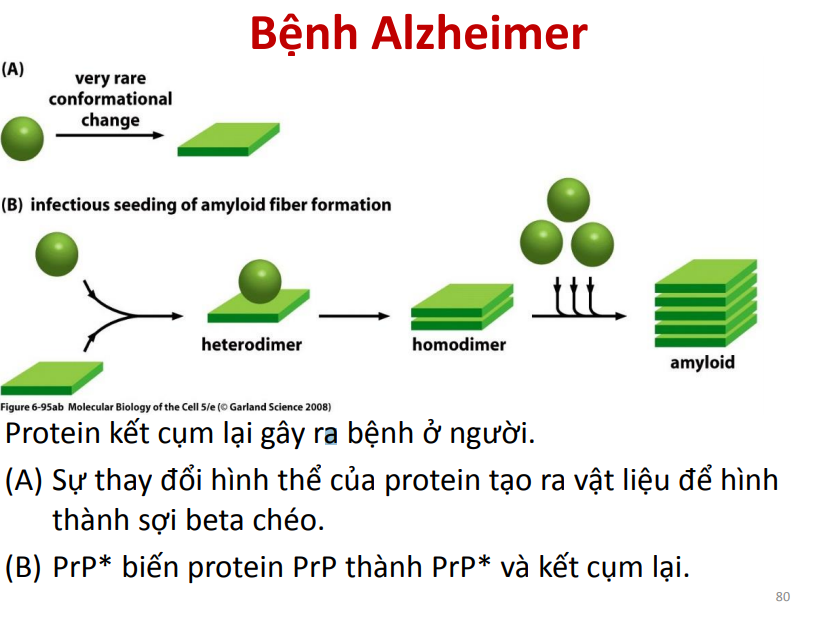 Bệnh Alzheimer
(A)
very rare
conformational
change
(B) infectious seeding of amyloid fiber formation
heterodimer
homodimer
amyloid
Figure 6-95ab Molecular Biology of the Cell 5/e (© Garland Science 2008)
Protein kết cụm lại gây ra bệnh ở người.
(A) Sự thay đổi hình thể của protein tạo ra vật liệu để hình
thành sợi beta chéo.
(B) PrP* biến protein PrP thành PrP* và kết cụm lại.
80